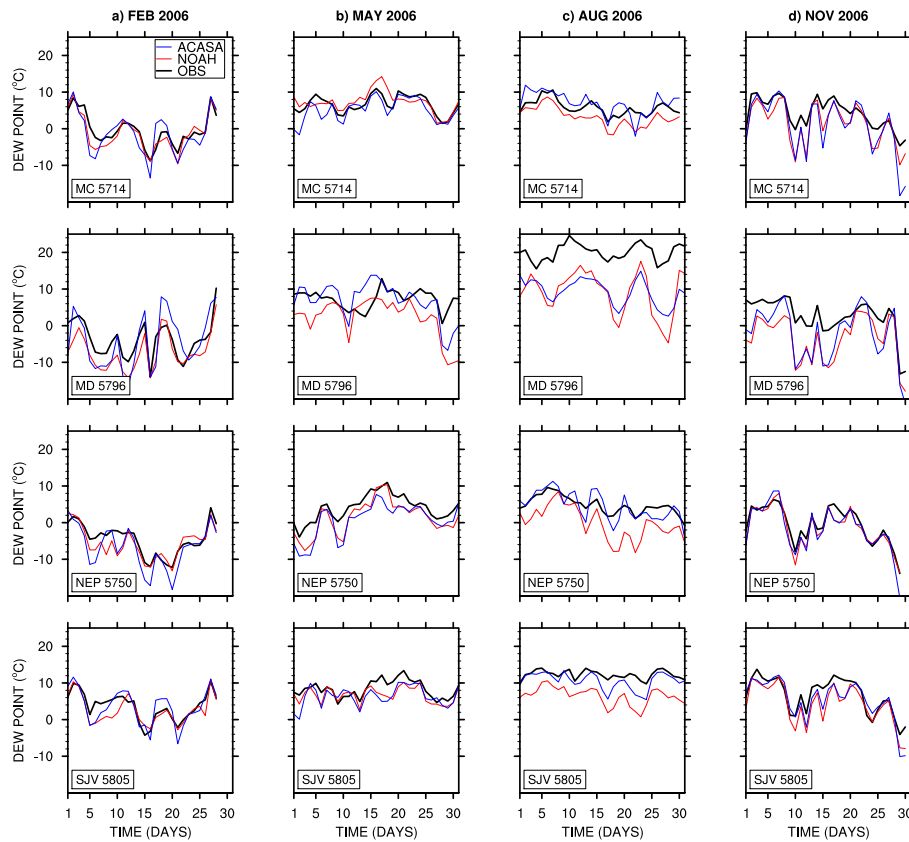 a) FEB 2006 b) MAY 2006 c) AUG 2006 d) NOV 2006
ACASA
NOAH
OBS
DEW POINT (°C)
20
10
0
-10
MC 5714 MC 5714 MC 5714 MC 5714
DEW POINT (°C)
20
10
0
-10
MD 5796 MD 5796 MD 5796 MD 5796
DEW POINT (°C)
20
10
0
-10
NEP 5750 NEP 5750 NEP 5750 NEP 5750
DEW POINT (°C)
20
10
0
-10
SJV 5805 SJV 5805 SJV 5805 SJV 5805
1 5 10 15 20 25 30 1 5 10 15 20 25 30 1 5 10 15 20 25 30 1 5 10 15 20 25 30
TIME (DAYS) TIME (DAYS) TIME (DAYS) TIME (DAYS)